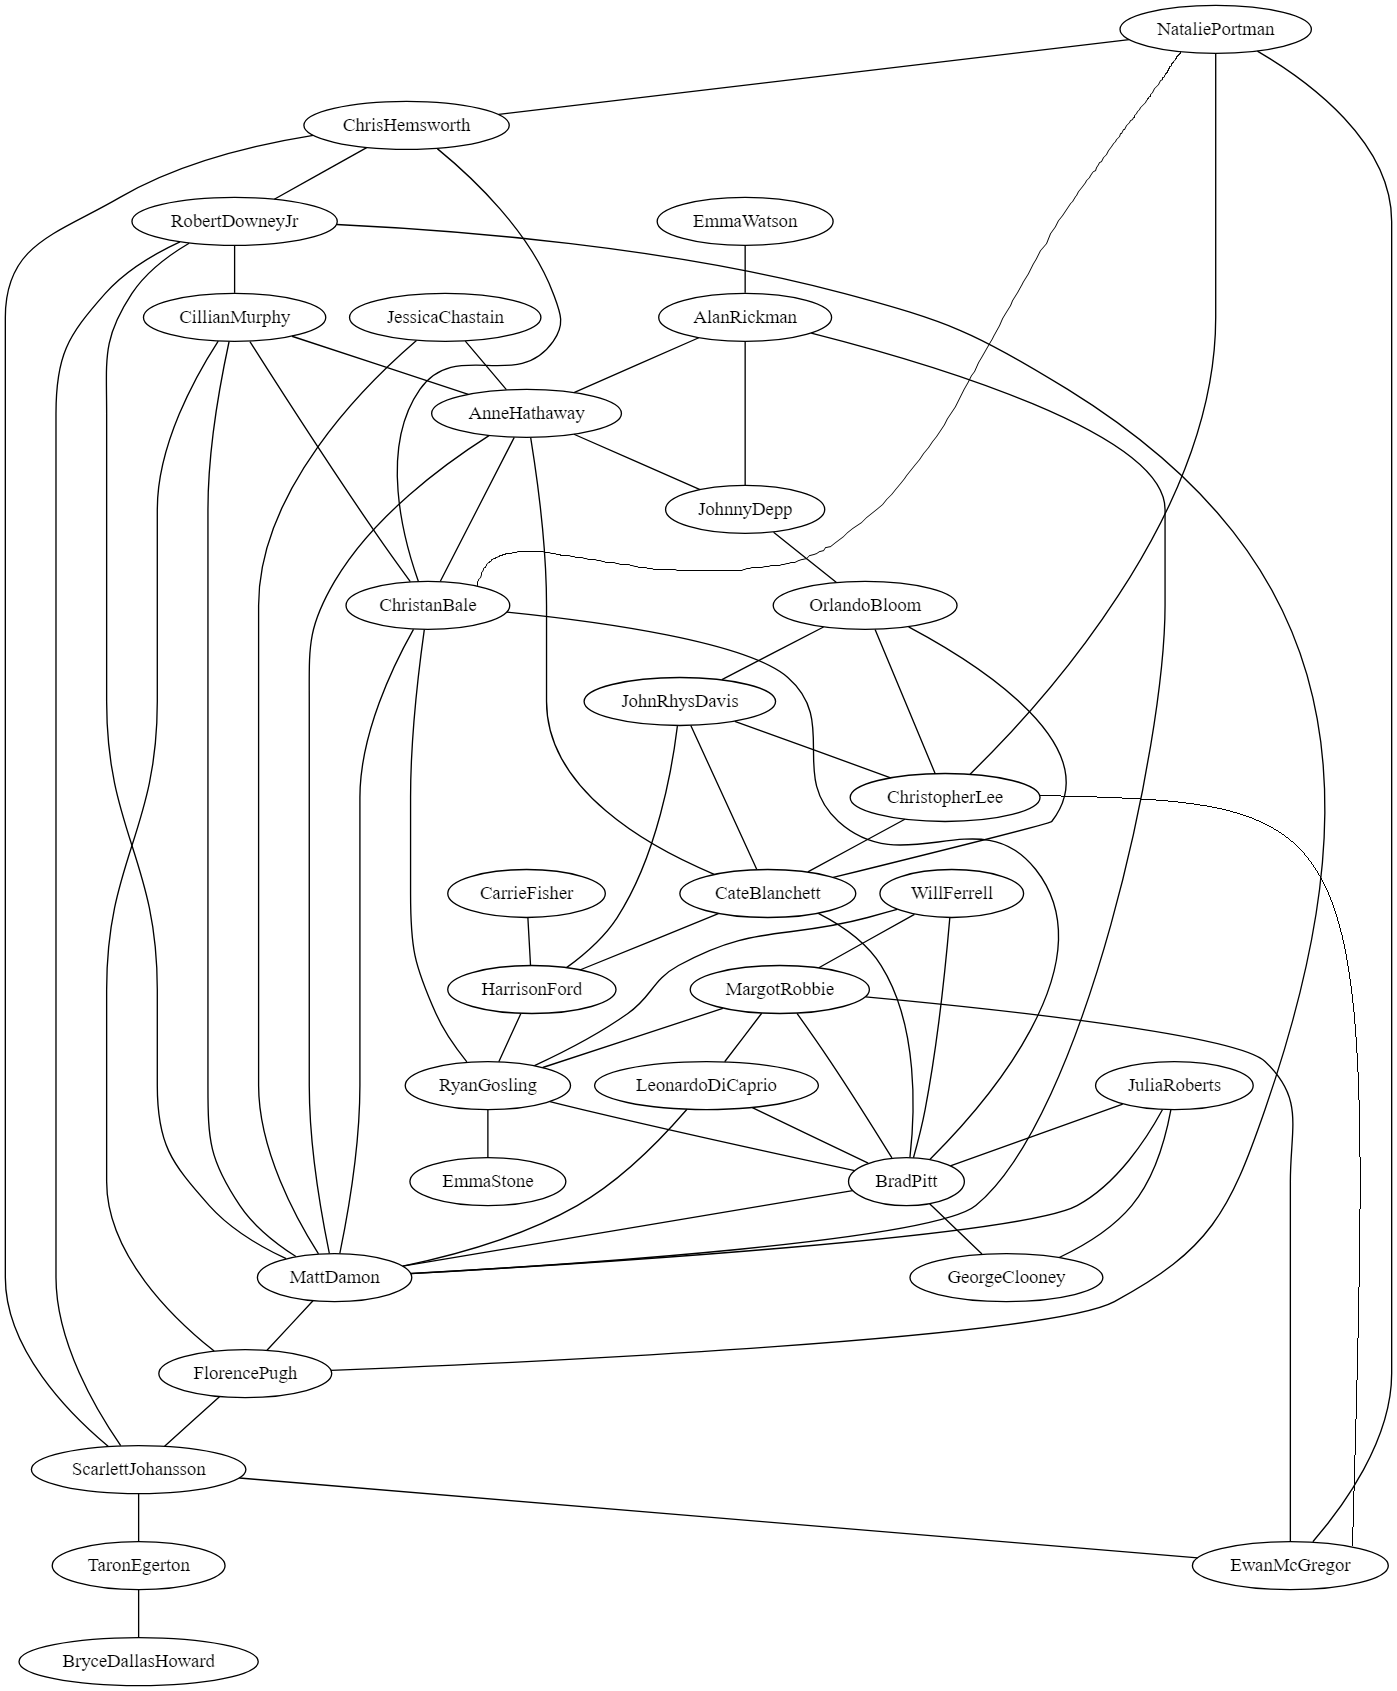 NataliePortman
ChrisHemsworth
RobertDowneyJr
EmmaWatson
CillianMurphy
JessicaChastain
AlanRickman
AnneHathaway
JohnnyDepp
ChristanBale
OrlandoBloom
JohnRhysDavis
ChristopherLee
CarrieFisher
CateBlanchett
WillFerrell
HarrisonFord
MargotRobbie
RyanGosling
LeonardoDiCaprio
JuliaRoberts
EmmaStone
BradPitt
MattDamon
GeorgeClooney
FlorencePugh
ScarlettJohansson
TaronEgerton
EwanMcGregor
BryceDallasHoward